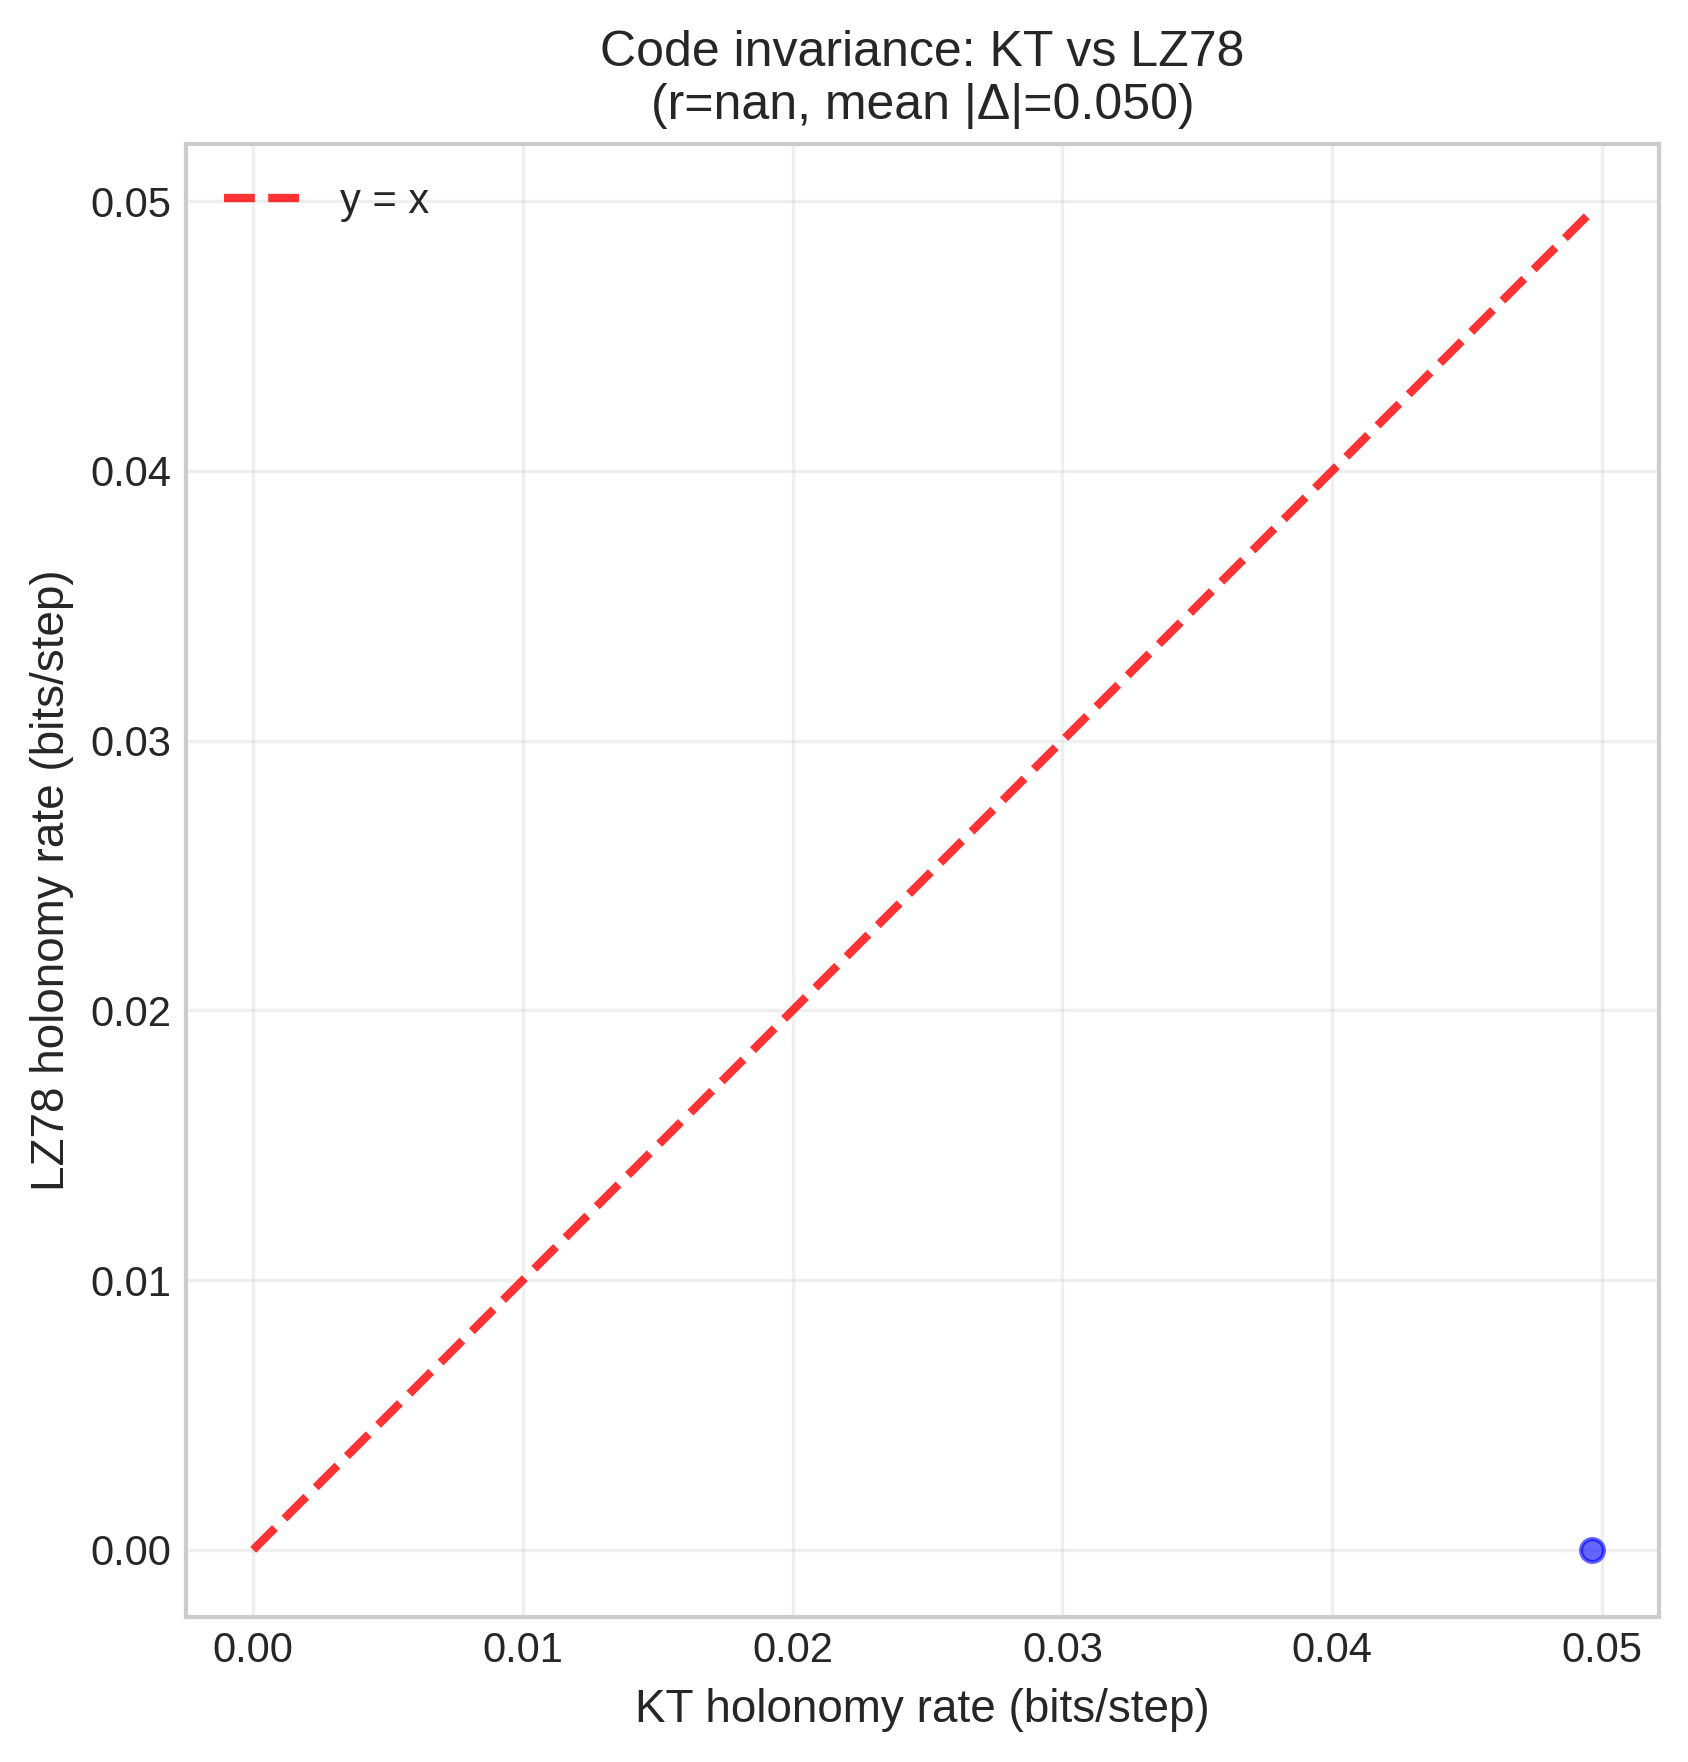 Code invariance: KT vs LZ78
(r=nan, mean |Δ|=0.050)
y = x
0.05
0.04
0.03
0.02
0.01
0.00
LZ78 holonomy rate (bits/step)
0.00 0.01 0.02 0.03 0.04 0.05
KT holonomy rate (bits/step)